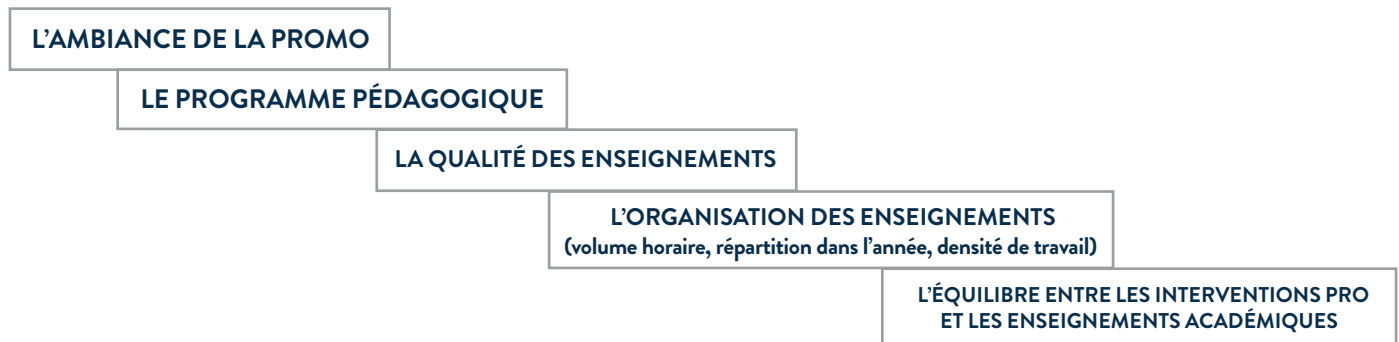 L'AMBIANCE DE LA PROMO
LE PROGRAMME PÉDAGOGIQUE
LA QUALITÉ DES ENSEIGNEMENTS
L'ORGANISATION DES ENSEIGNEMENTS
(volume horaire, répartition dans l'année, densité de travail)
L'ÉQUILIBRE ENTRE LES INTERVENTIONS PRO
ET LES ENSEIGNEMENTS ACADÉMIQUES